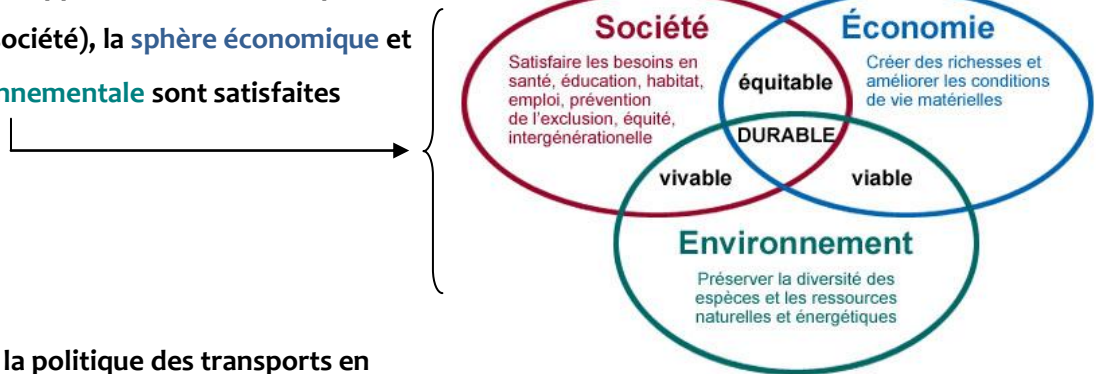 société), la sphère économique et
nnementale sont satisfaites
Société
Satisfaire les besoins en
santé, éducation, habitat,
emploi, prévention
de l'exclusion, équité,
intergénérationelle
équitable
Économie
Créer des richesses et
améliorer les conditions
de vie matérielles
DURABLE
vivable
viable
Environnement
Préserver la diversité des
espèces et les ressources
naturelles et énergétiques
la politique des transports en